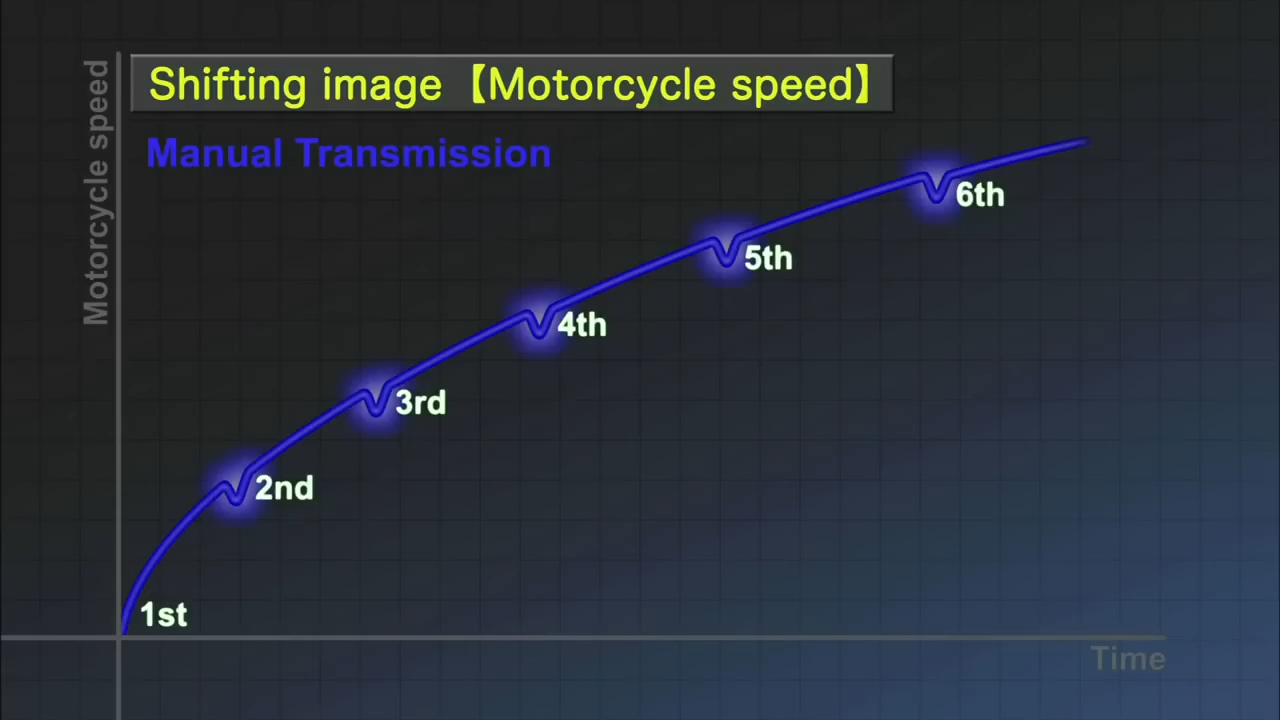 Shifting image【Motorcycle speed】
Manual Transmission
Motorcycle speed
6th
5th
4th
3rd
2nd
1st
Time